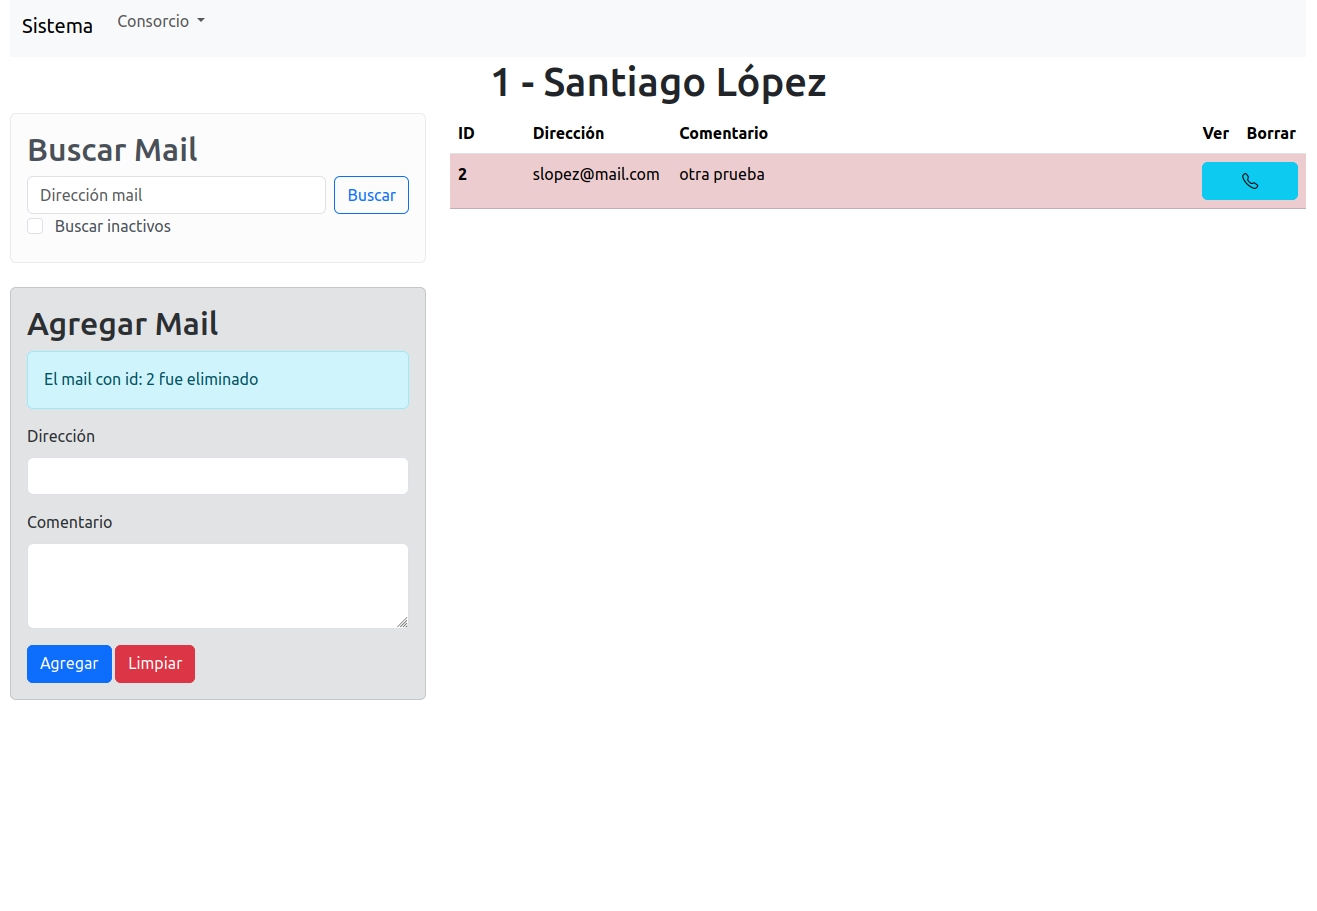 Sistema Consorcio
1 - Santiago López
Buscar Mail
Dirección mail Buscar
Buscar inactivos
ID Dirección Comentario Ver Borrar
2 slopez@mail.com otra prueba
Agregar Mail
El mail con id: 2 fue eliminado
Dirección
Comentario
Agregar Limpiar